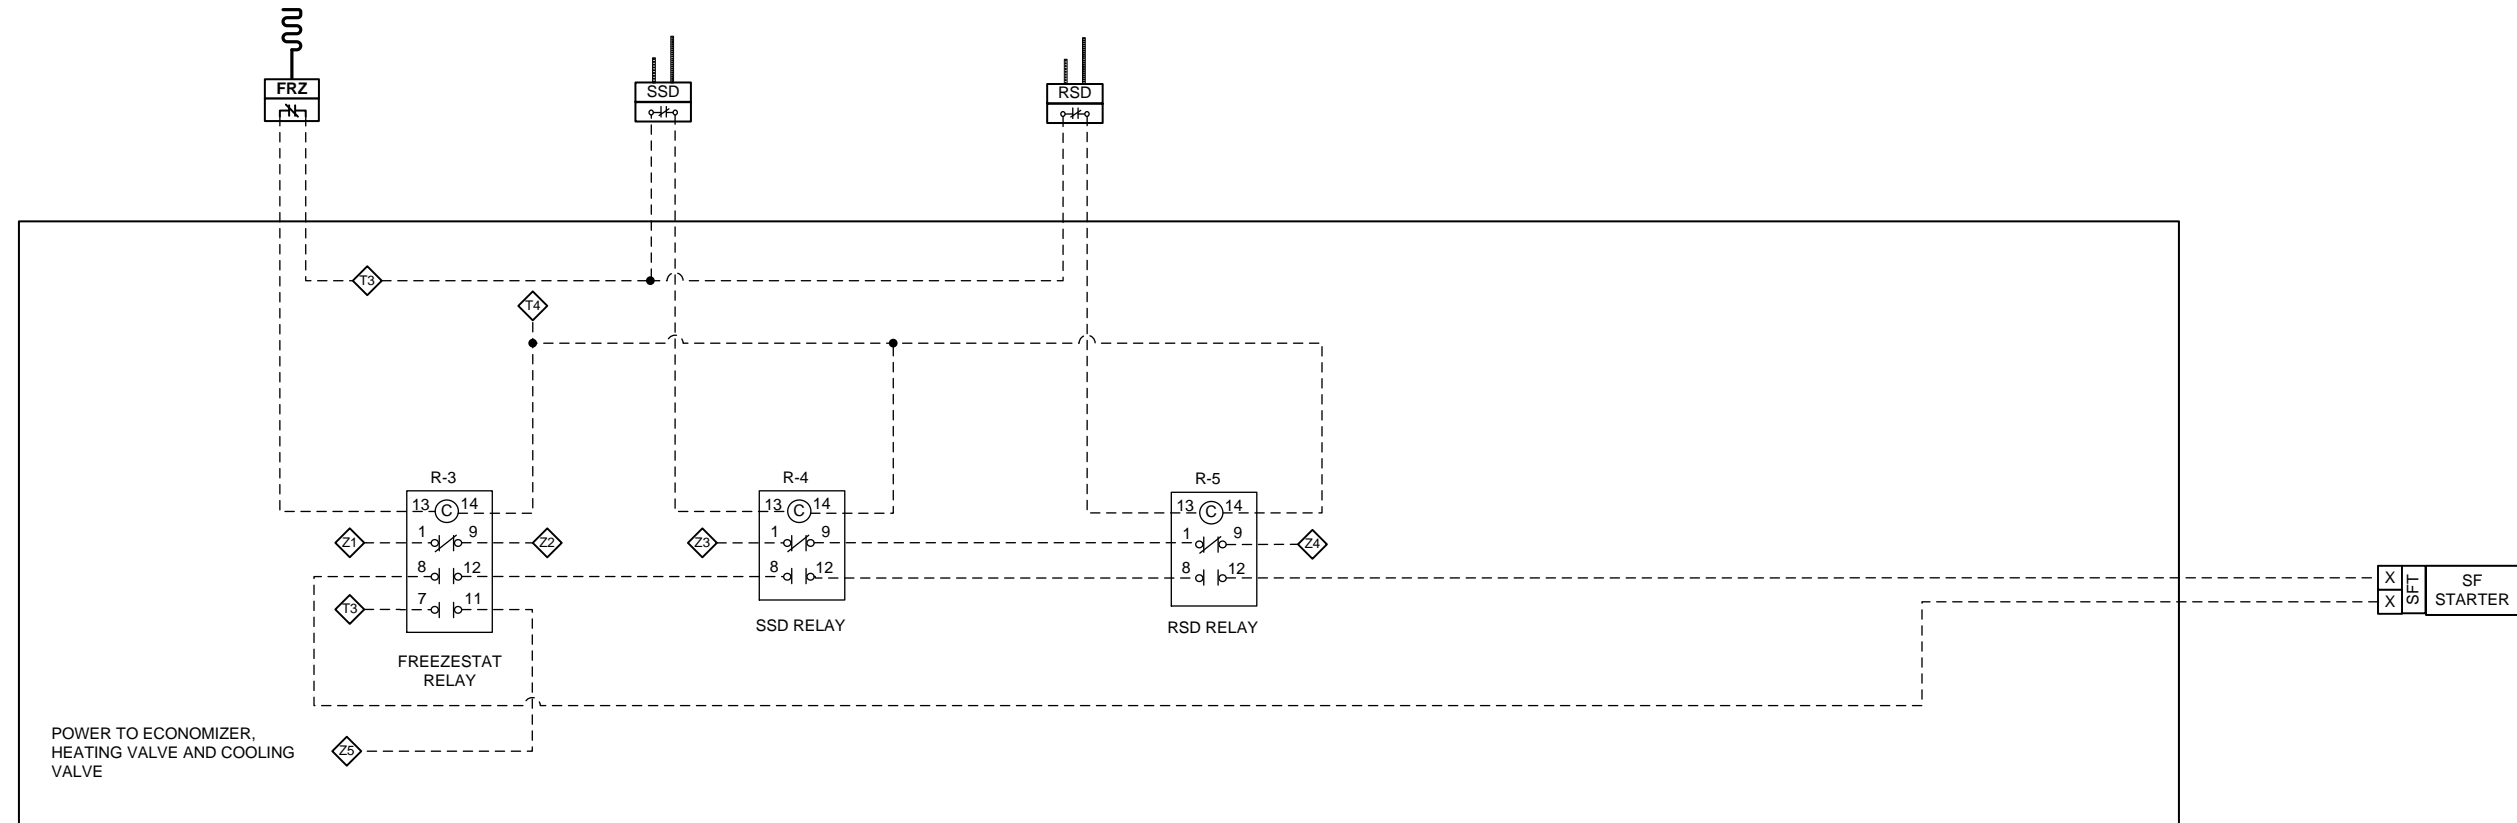 FRZ
SSD
RSD
T3
T4
R-3
R-4
R-5
13 C 14
13 C 14
13 C 14
Z1 1 9 Z2
Z3 1 9
1 9 Z4
8 12
8 12
8 12
T3 7 11
X
X
SFT
SF
STARTER
FREEZESTAT
RELAY
SSD RELAY
RSD RELAY
POWER TO ECONOMIZER,
HEATING VALVE AND COOLING
VALVE
Z5